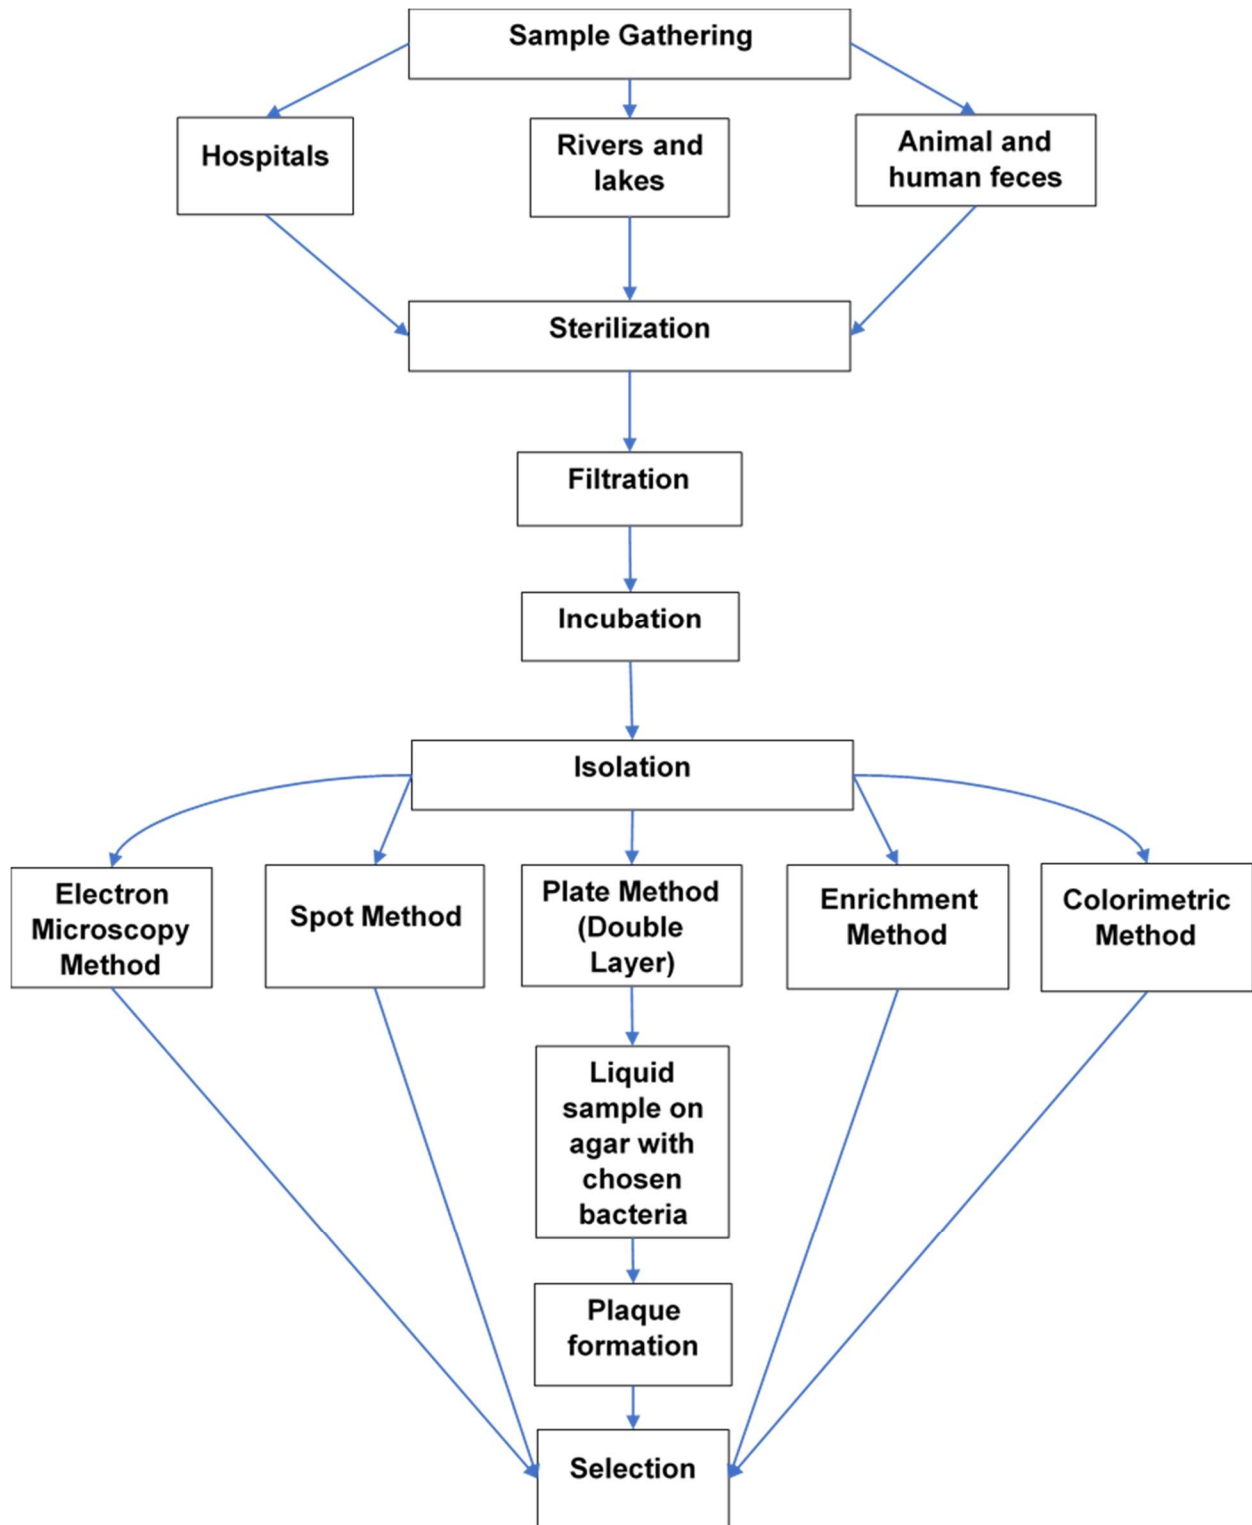 Sample Gathering
Hospitals
Rivers and
lakes
Animal and
human feces
Sterilization
Filtration
Incubation
Isolation
Electron
Microscopy
Method
Spot Method
Plate Method
(Double
Layer)
Enrichment
Method
Colorimetric
Method
Liquid
sample on
agar with
chosen
bacteria
Plaque
formation
Selection